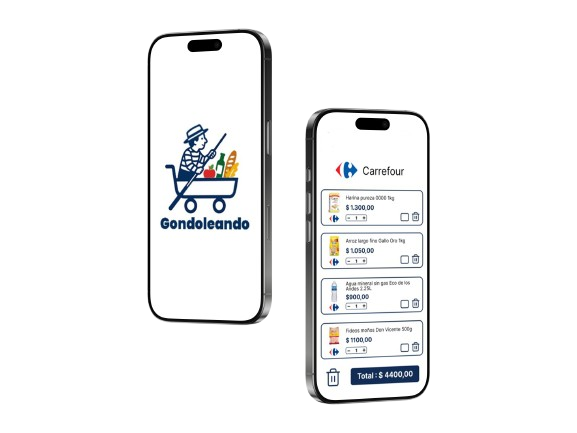 Gondoleando
Carrefour
Harina pureza 0000 1kg
$ 1.300,00
- 1 +
Arroz largo fino Gallo Oro 1kg
$ 1.050,00
- 1 +
Agua mineral sin gas Eco de los
Andes 2.25L
$900,00
- 1 +
Fideos moños Don Vicente 500g
$ 1100,00
- 1 +
Total : $ 4400,00